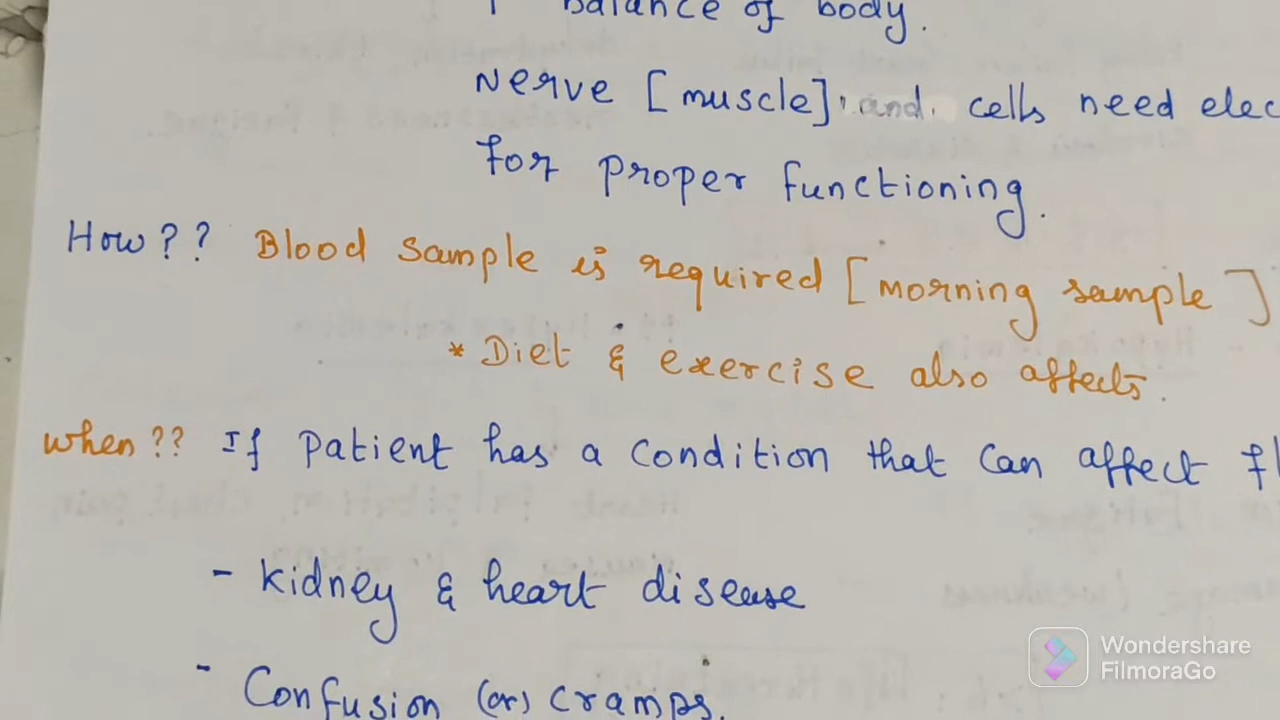 balance of body.
Nerve [muscle] and cells need elec
for proper functioning.
How?? Blood sample is required [morning sample]
* Diet & exercise also affects.
When?? If patient has a condition that can affect fl
- Kidney & heart disease
- Confusion (or) cramps.
Wondershare
FilmoraGo